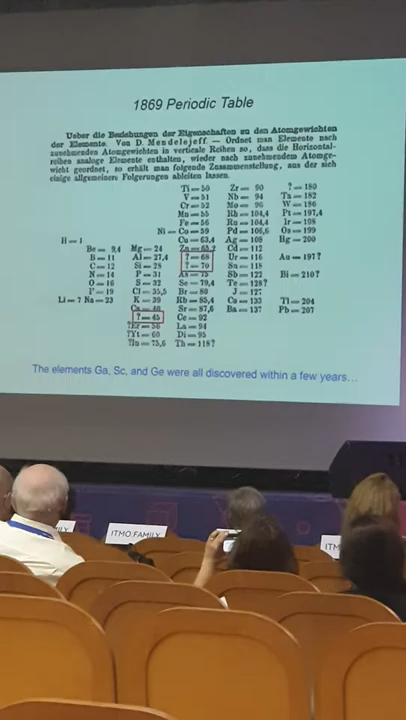 1869 Periodic Table
Ueber die Beziehungen der Eigenschaften zu den Atomgewichten
der Elemente. Von D. Mendelejeff. — Ordnet man Elemente nach
zunehmenden Atomgewichten in verticale Reihen so, dass die Horizontal-
reihen analoge Elemente enthalten, wieder nach zunehmendem Atomge-
wicht geordnet, so erhält man folgende Zusammenstellung, aus der sich
einige allgemeinere Folgerungen ableiten lassen.
Ti = 50 Zr = 90 ? = 180
V = 51 Nb = 94 Ta = 182
Cr = 52 Mo = 96 W = 186
Mn = 55 Rh = 104,4 Pt = 197,4
Fe = 56 Ru = 104,4 Ir = 198
Ni = Co = 59 Pd = 106,6 Os = 199
H = 1 Cu = 63,4 Ag = 108 Hg = 200
Be = 9,4 Mg = 24 Zn = 65,2 Cd = 112
B = 11 Al = 27,4 ? = 68 Ur = 116 Au = 197?
C = 12 Si = 28 ? = 70 Sn = 118
N = 14 P = 31 As = 75 Sb = 122 Bi = 210?
O = 16 S = 32 Se = 79,4 Te = 128?
F = 19 Cl = 35,5 Br = 80 J = 127
Li = 7 Na = 23 K = 39 Rb = 85,4 Cs = 133 Tl = 204
Ca = 40 Sr = 87,6 Ba = 137 Pb = 207
? = 45 Ce = 92
?Er = 56 La = 94
?Yt = 60 Di = 95
?In = 75,6 Th = 118?
The elements Ga, Sc, and Ge were all discovered within a few years...
ITMO FAMILY